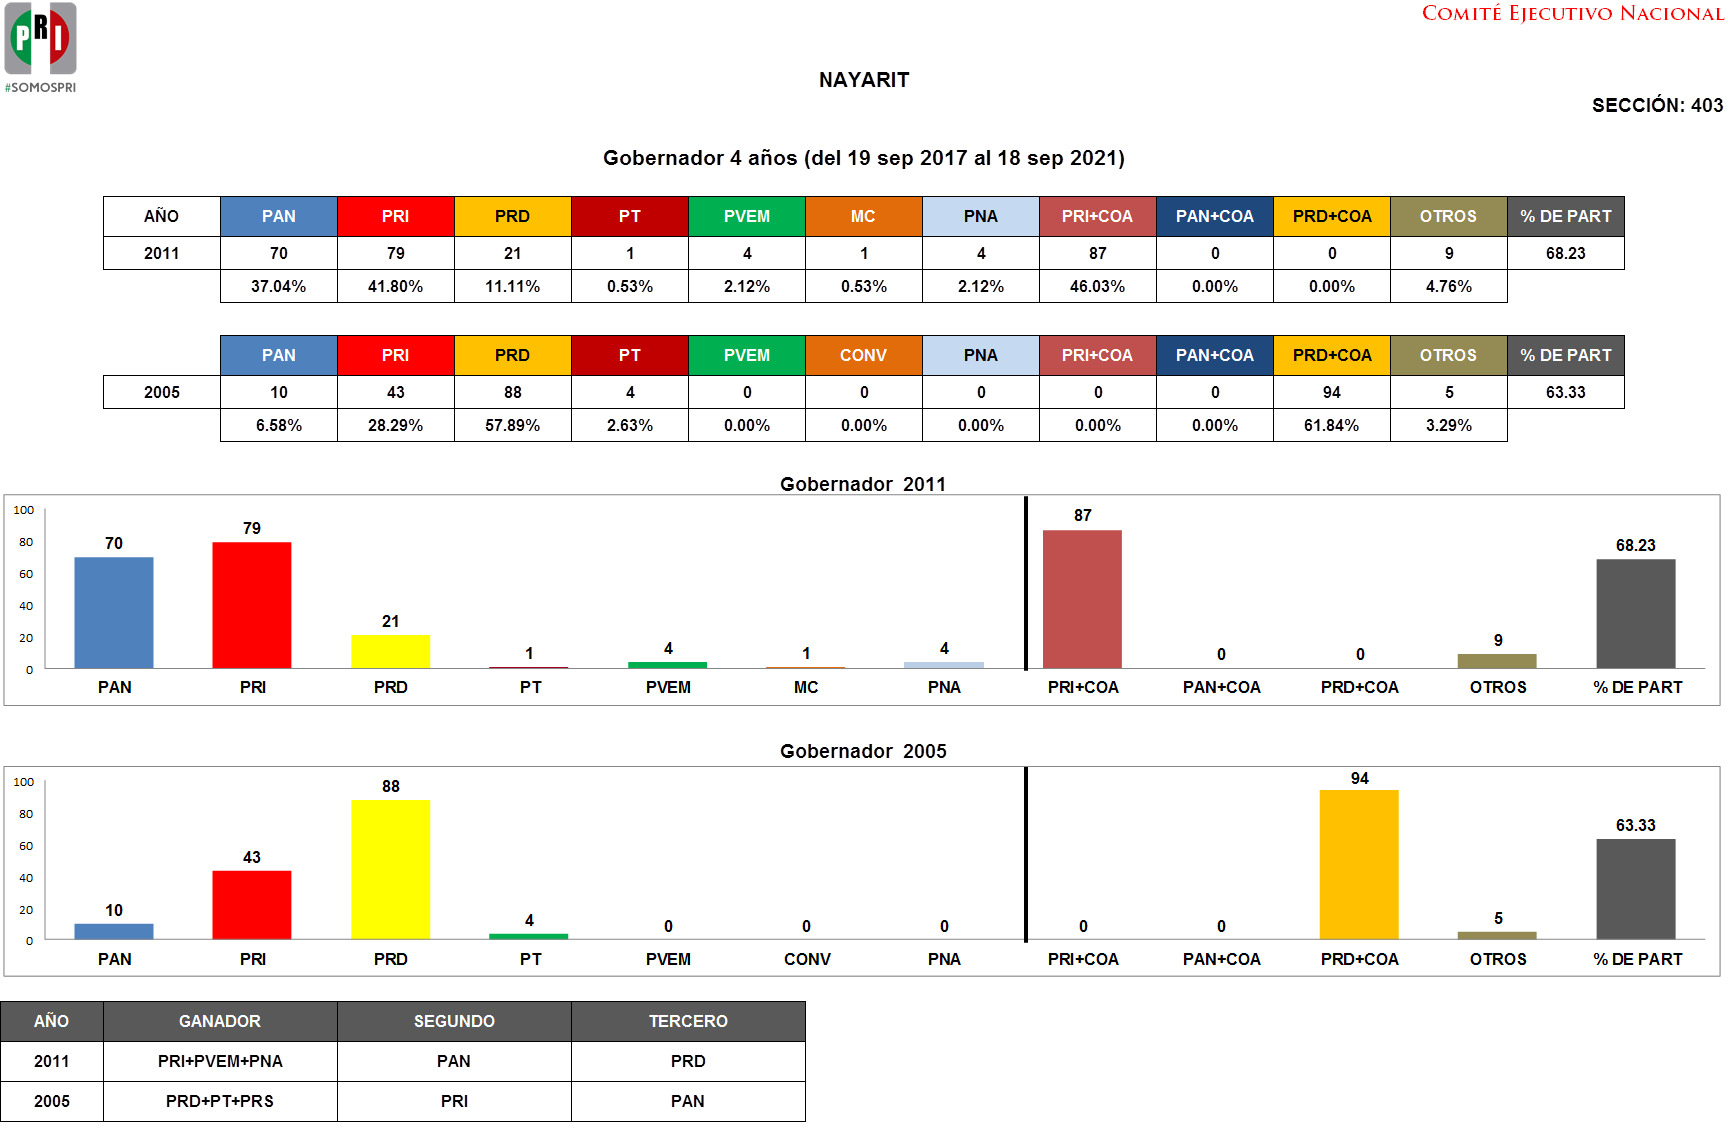 PRI
#SOMOSPRI
COMITÉ EJECUTIVO NACIONAL
NAYARIT
SECCIÓN: 403
Gobernador 4 años (del 19 sep 2017 al 18 sep 2021)
AÑO PAN PRI PRD PT PVEM MC PNA PRI+COA PAN+COA PRD+COA OTROS % DE PART
2011 70 79 21 1 4 1 4 87 0 0 9 68.23
37.04% 41.80% 11.11% 0.53% 2.12% 0.53% 2.12% 46.03% 0.00% 0.00% 4.76%
PAN PRI PRD PT PVEM CONV PNA PRI+COA PAN+COA PRD+COA OTROS % DE PART
2005 10 43 88 4 0 0 0 0 0 94 5 63.33
6.58% 28.29% 57.89% 2.63% 0.00% 0.00% 0.00% 0.00% 0.00% 61.84% 3.29%
Gobernador 2011
100
80
60
40
20
0
70 79 21 1 4 1 4 87 0 0 9 68.23
PAN PRI PRD PT PVEM MC PNA PRI+COA PAN+COA PRD+COA OTROS % DE PART
Gobernador 2005
100
80
60
40
20
0
10 43 88 4 0 0 0 0 0 94 5 63.33
PAN PRI PRD PT PVEM CONV PNA PRI+COA PAN+COA PRD+COA OTROS % DE PART
AÑO GANADOR SEGUNDO TERCERO
2011 PRI+PVEM+PNA PAN PRD
2005 PRD+PT+PRS PRI PAN